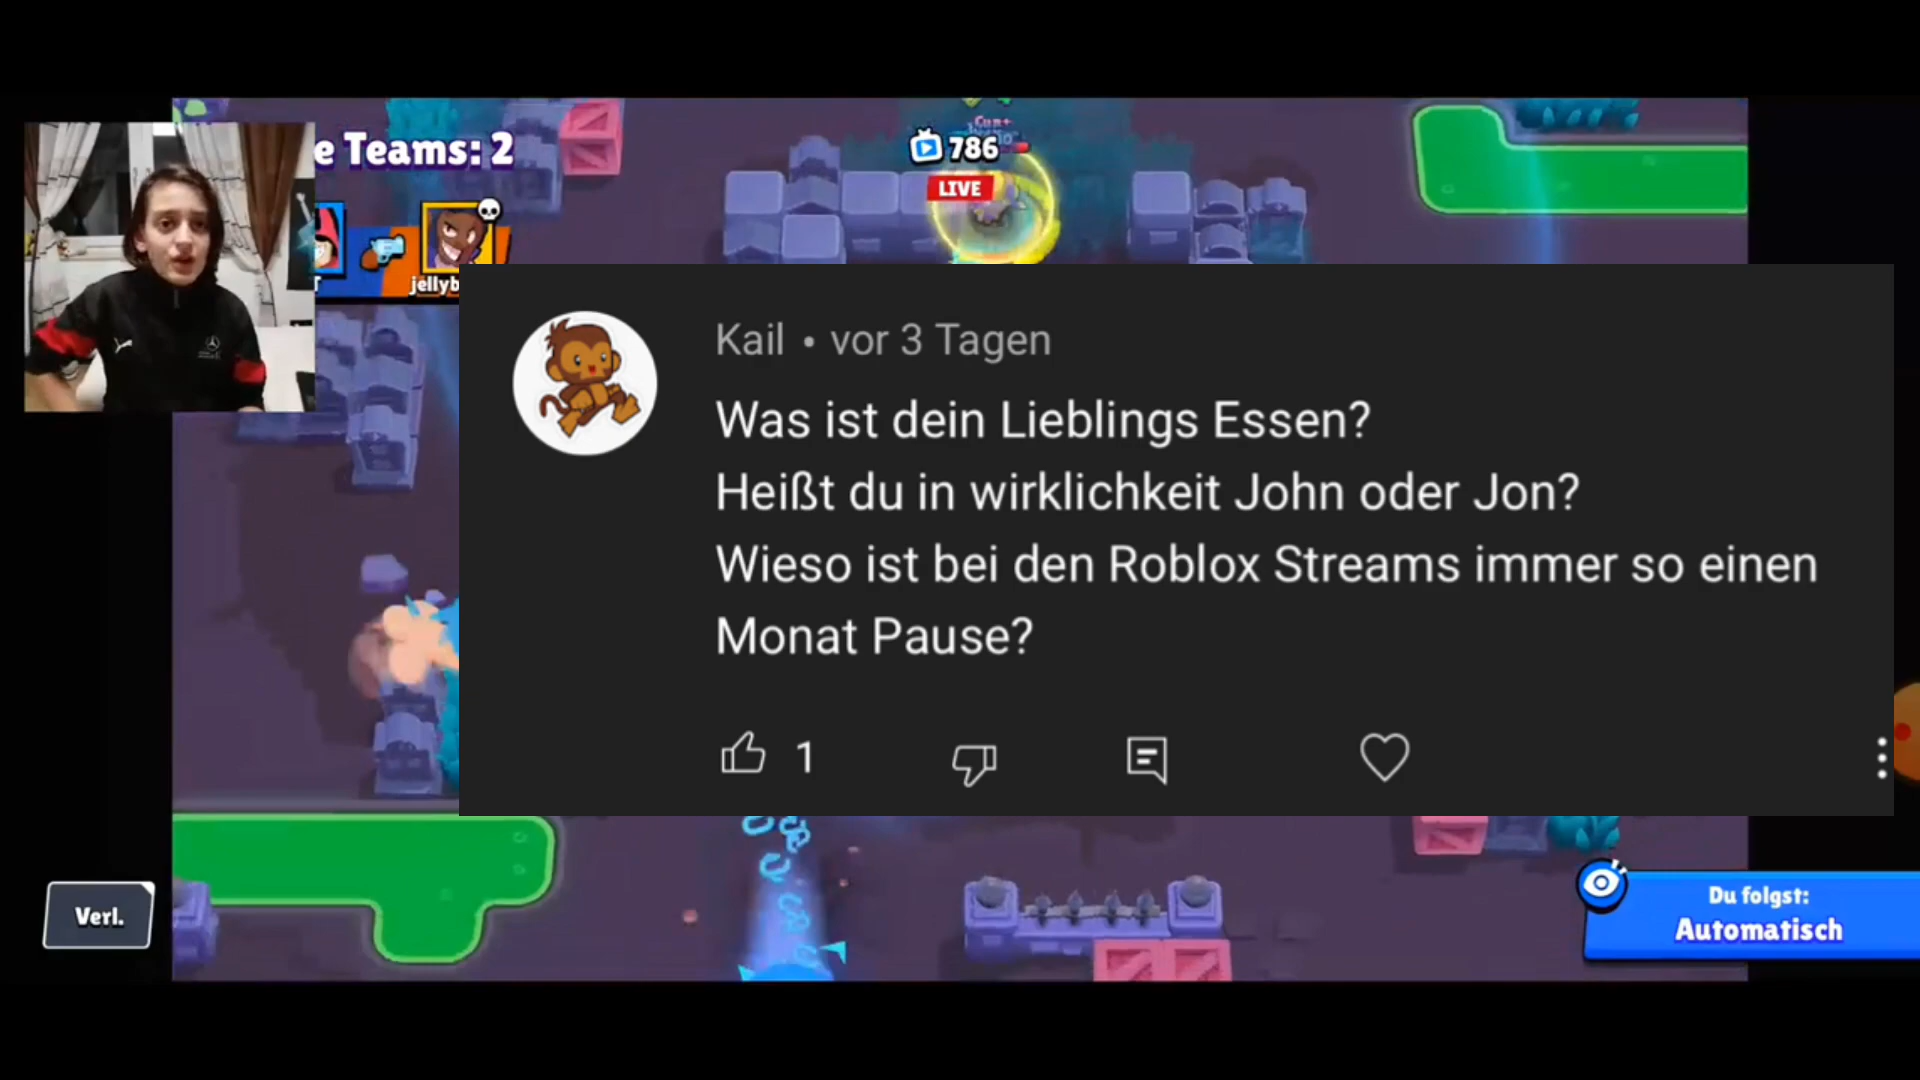 e Teams: 2
786
LIVE
jellyb
Kail • vor 3 Tagen
Was ist dein Lieblings Essen?
Heißt du in wirklichkeit John oder Jon?
Wieso ist bei den Roblox Streams immer so einen
Monat Pause?
1
Verl.
Du folgst:
Automatisch